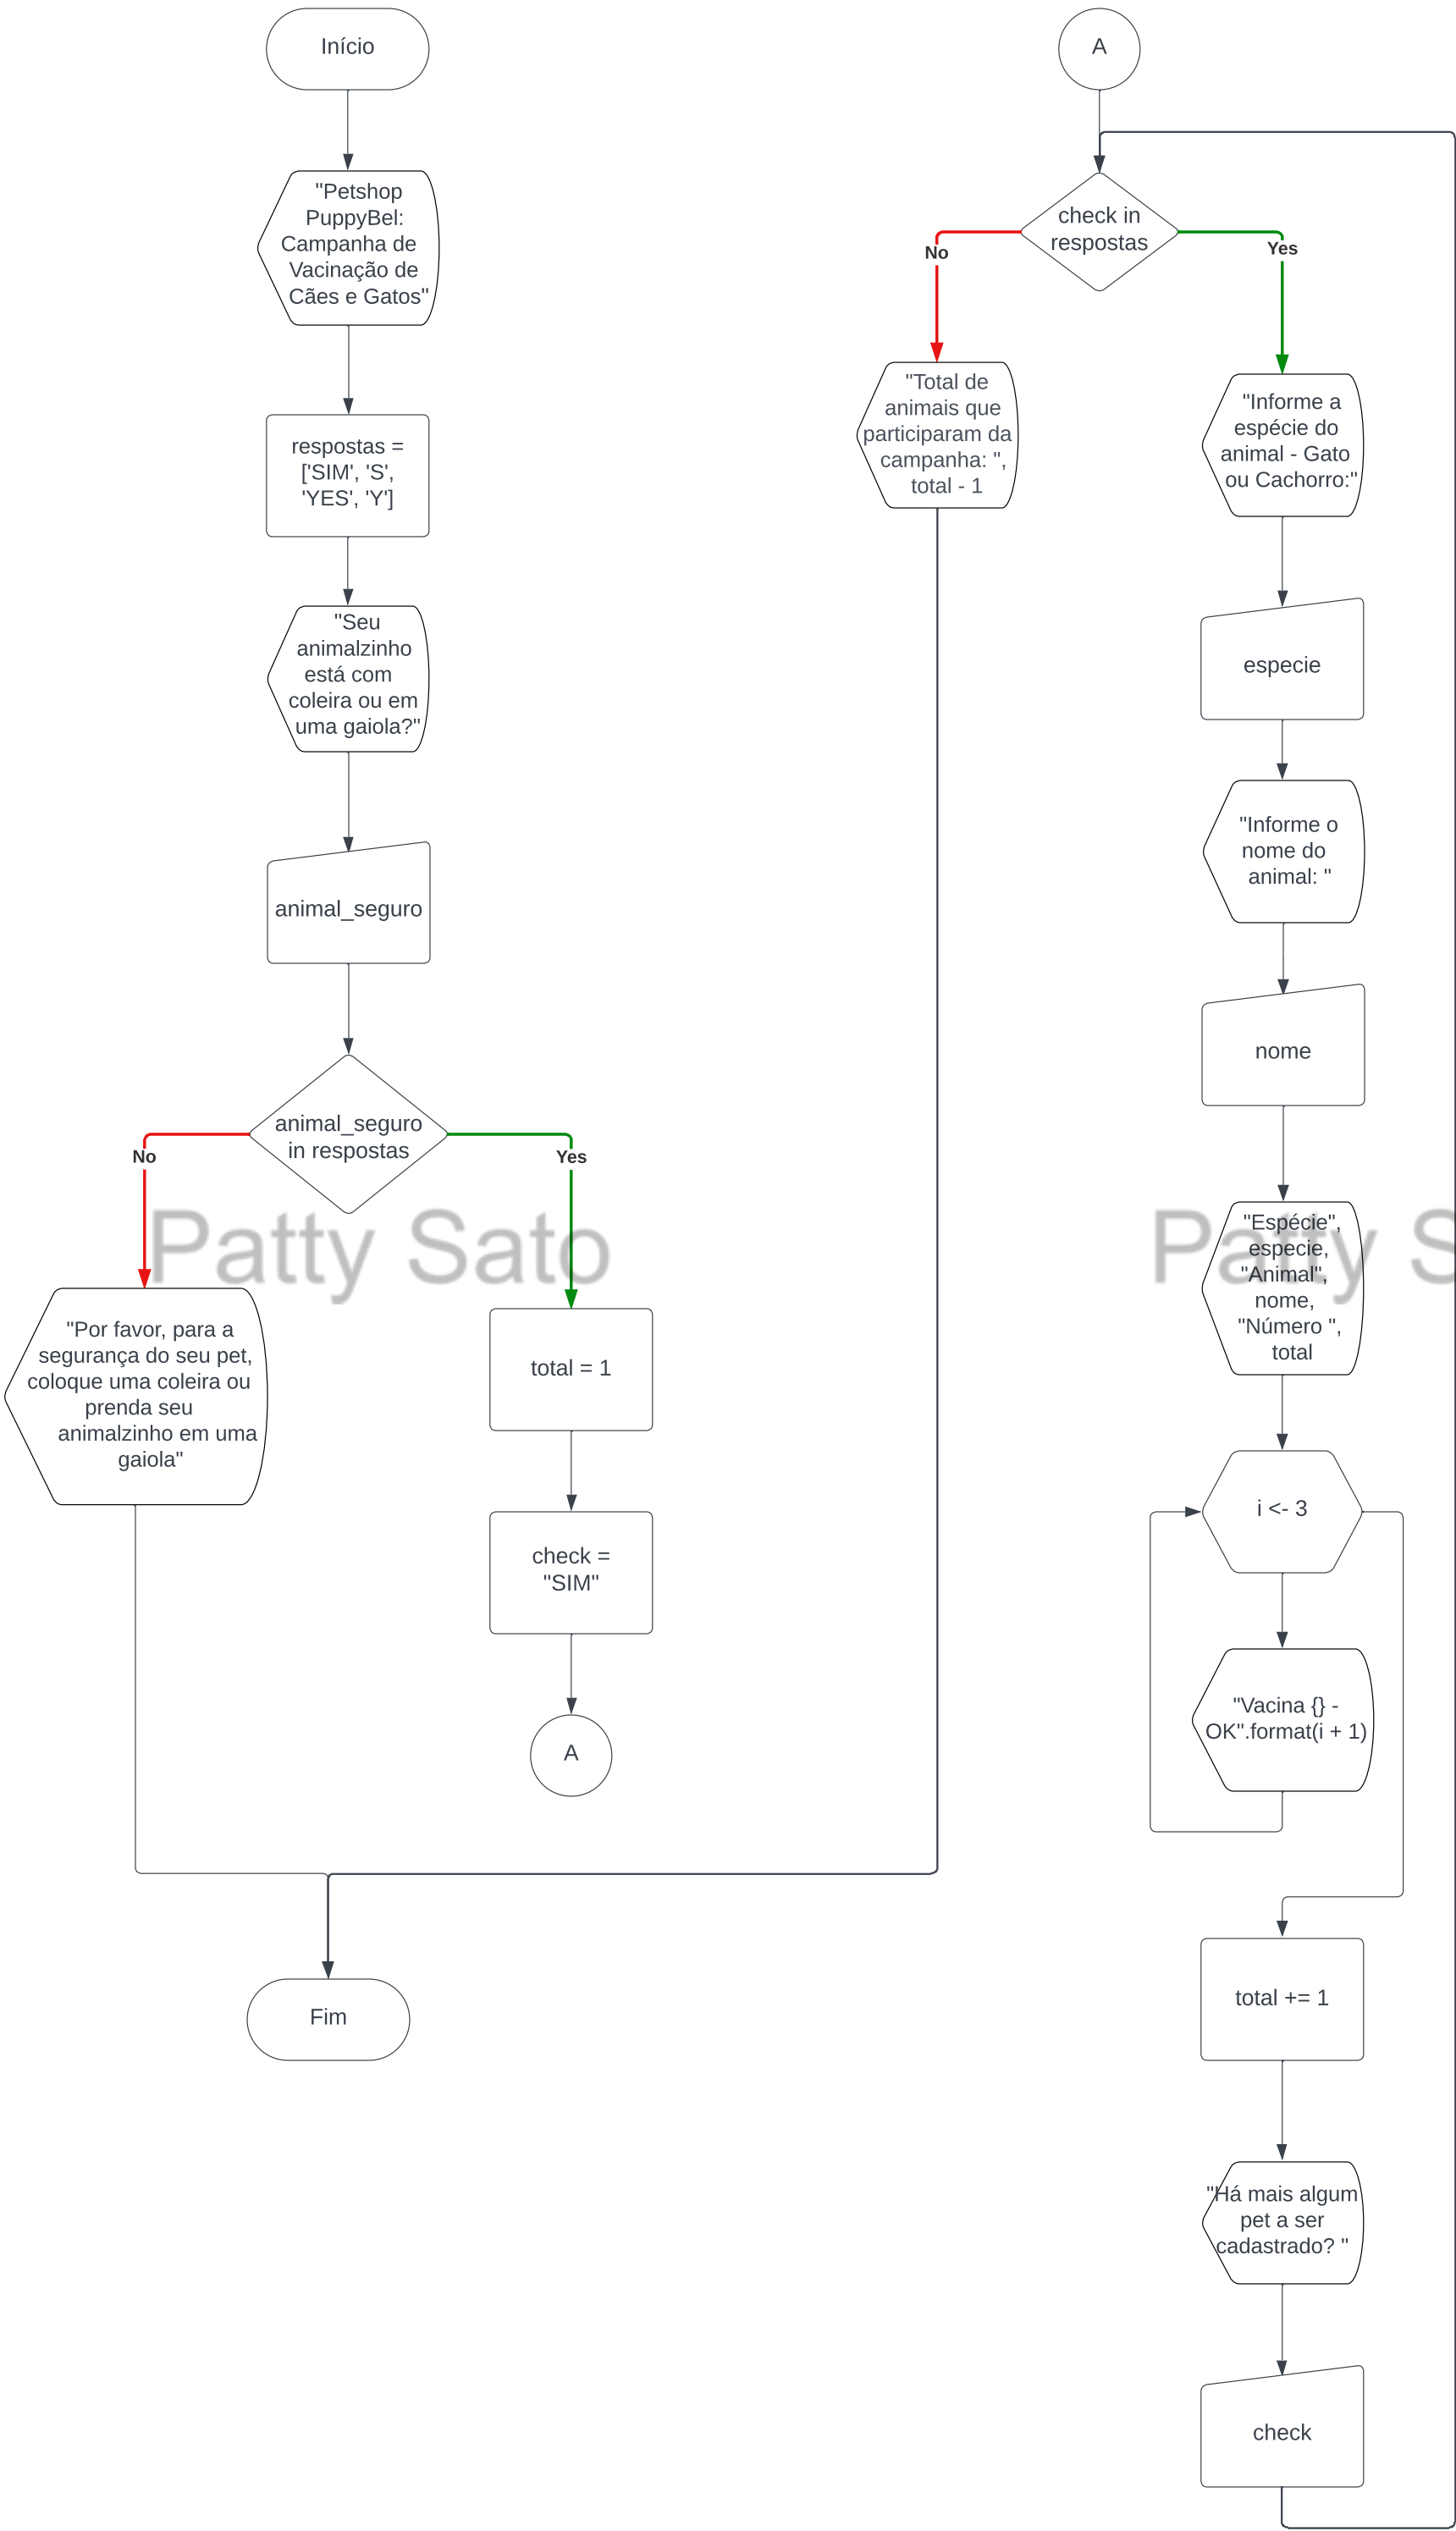 Início
"Petshop
PuppyBel:
Campanha de
Vacinação de
Cães e Gatos"
respostas =
['SIM', 'S',
'YES', 'Y']
"Seu
animalzinho
está com
coleira ou em
uma gaiola?"
animal_seguro
animal_seguro
in respostas
No
Yes
Patty Sato
"Por favor, para a
segurança do seu pet,
coloque uma coleira ou
prenda seu
animalzinho em uma
gaiola"
total = 1
check =
"SIM"
A
Fim
A
check in
respostas
No
Yes
"Total de
animais que
participaram da
campanha: ",
total - 1
"Informe a
espécie do
animal - Gato
ou Cachorro:"
especie
"Informe o
nome do
animal: "
nome
Patty S
"Espécie",
especie,
"Animal",
nome,
"Número ",
total
i <- 3
"Vacina {} -
OK".format(i + 1)
total += 1
"Há mais algum
pet a ser
cadastrado? "
check